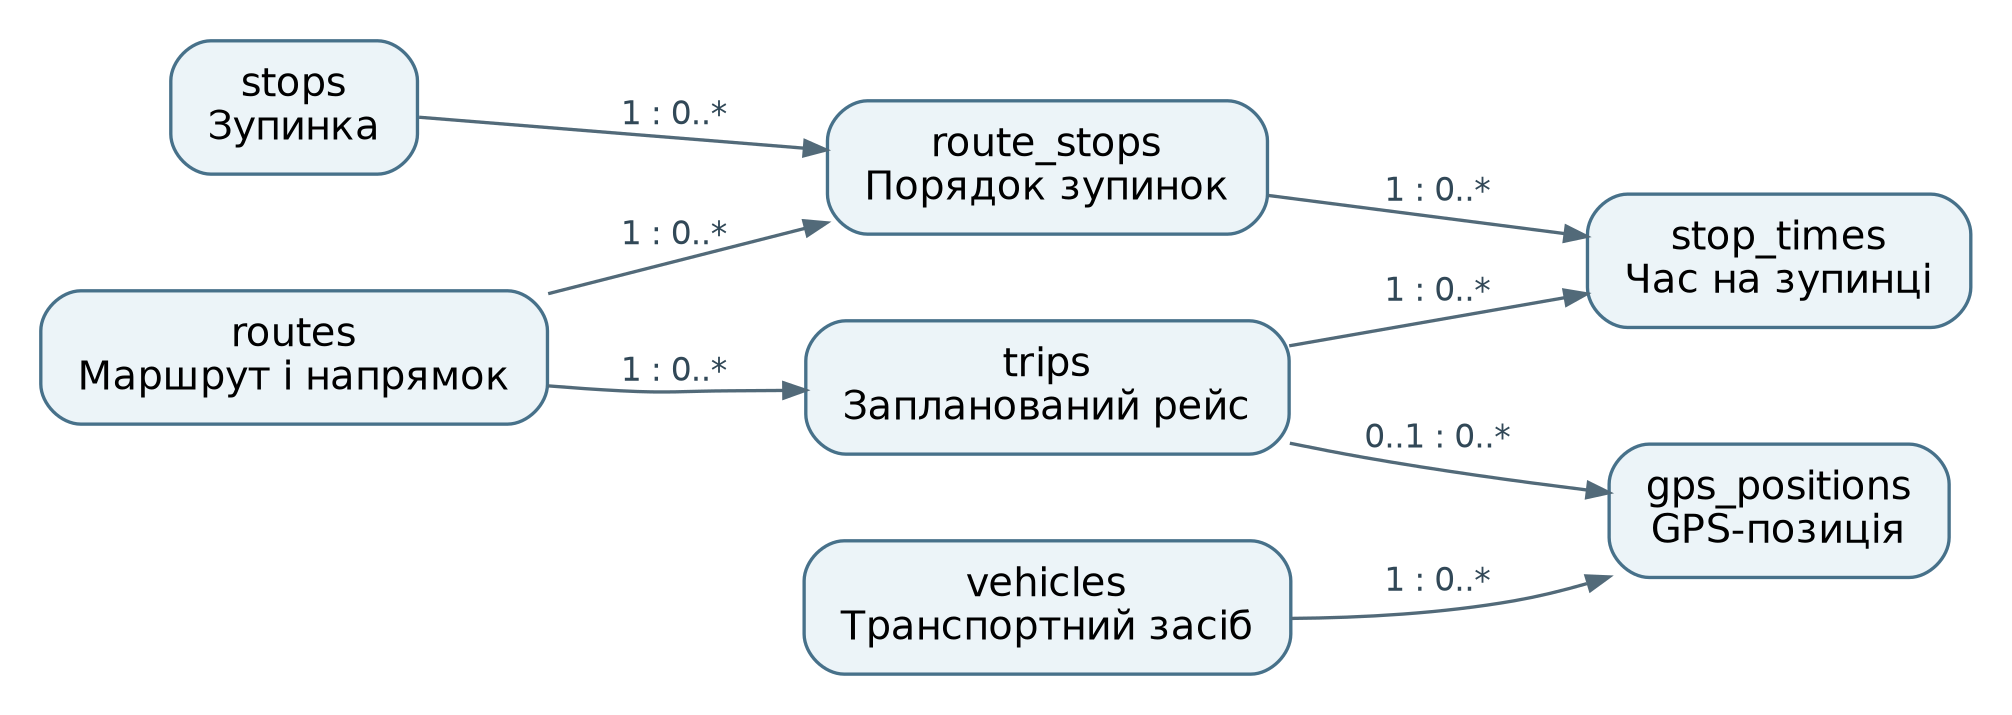 stops
Зупинка
1 : 0..*
route_stops
Порядок зупинок
1 : 0..*
1 : 0..*
stop_times
Час на зупинці
routes
Маршрут і напрямок
1 : 0..*
trips
Запланований рейс
1 : 0..*
0..1 : 0..*
gps_positions
GPS-позиція
vehicles
Транспортний засіб
1 : 0..*